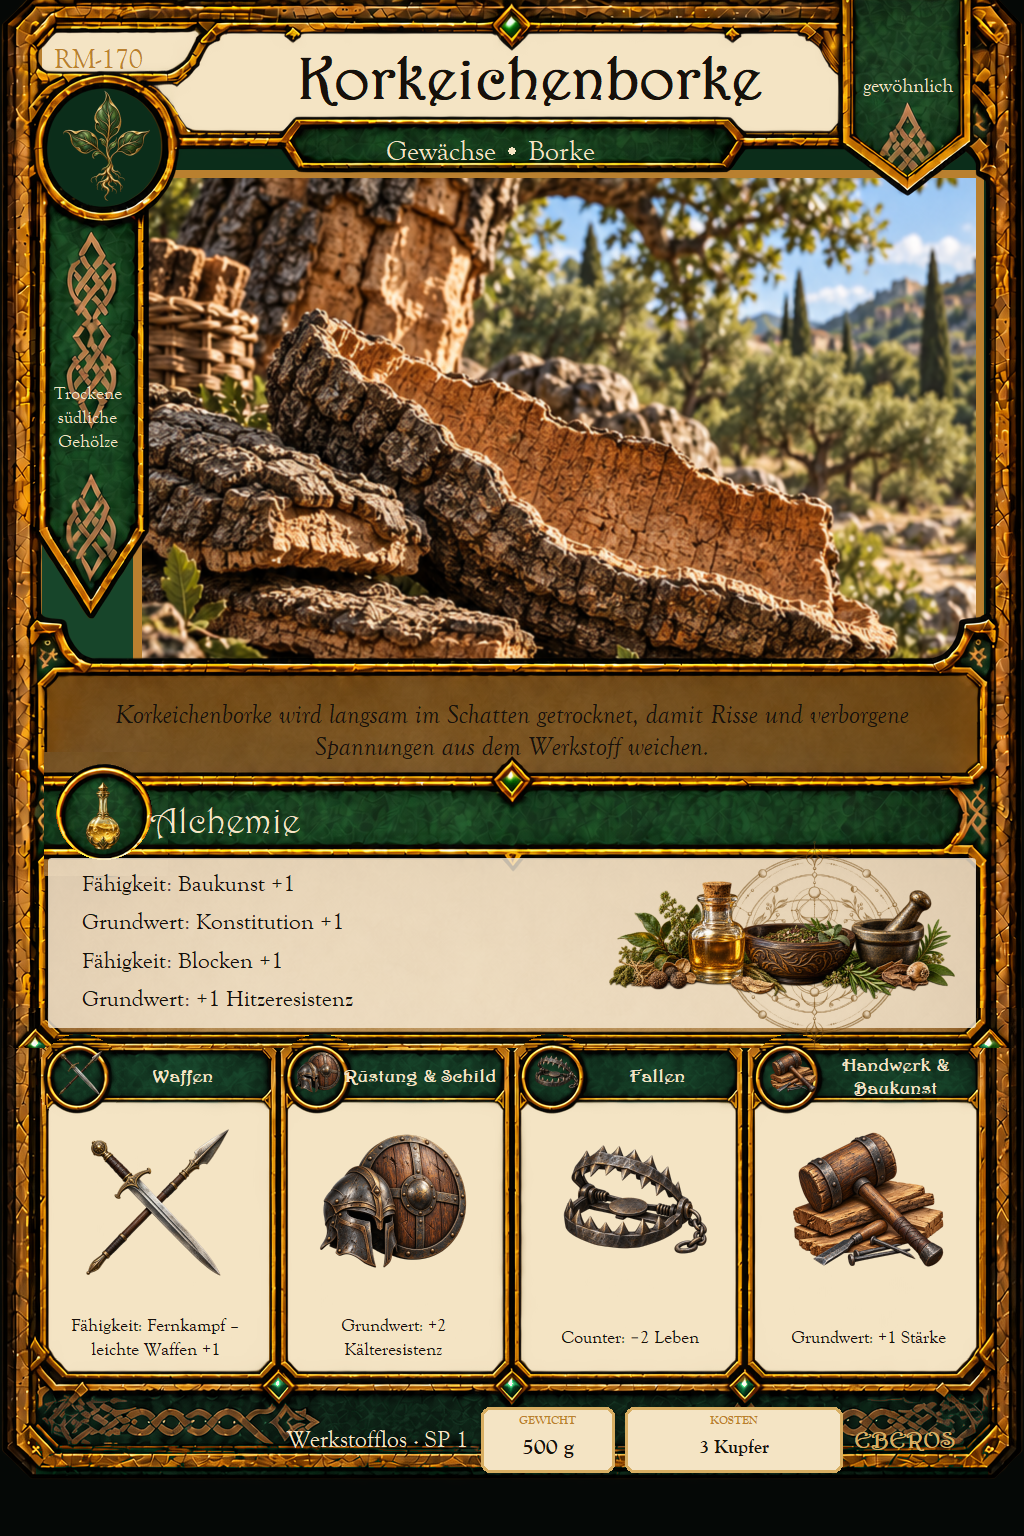 RM-170
Korkeichenborke
gewöhnlich
Gewächse • Borke
Trockene
südliche
Gehölze
Korkeichenborke wird langsam im Schatten getrocknet, damit Risse und verborgene
Spannungen aus dem Werkstoff weichen.
Alchemie
Fähigkeit: Baukunst +1
Grundwert: Konstitution +1
Fähigkeit: Blocken +1
Grundwert: +1 Hitzeresistenz
Waffen
Fähigkeit: Fernkampf –
leichte Waffen +1
Rüstung & Schild
Grundwert: +2
Kälteresistenz
Fallen
Counter: −2 Leben
Handwerk &
Baukunst
Grundwert: +1 Stärke
Werkstofflos · SP 1
GEWICHT
500 g
KOSTEN
3 Kupfer
EBEROS